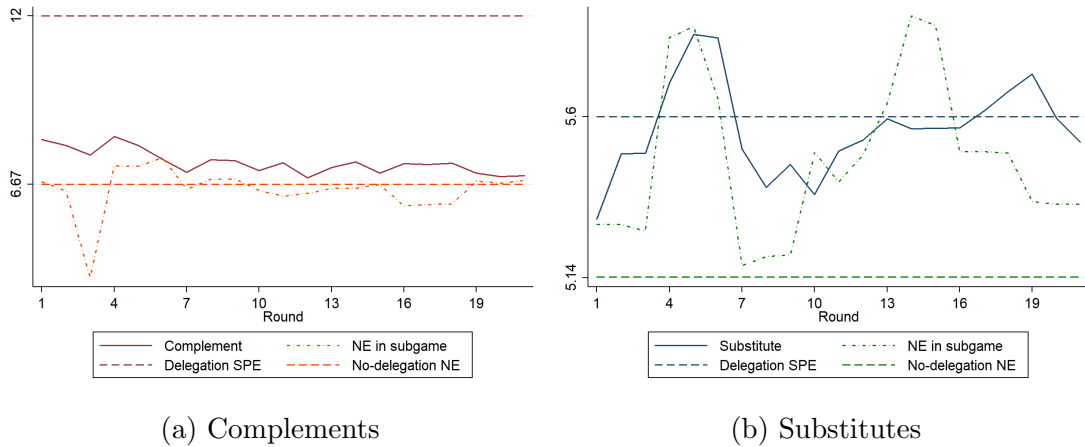 12
6.67
1 4 7 10 13 16 19
Round
Complement NE in subgame
Delegation SPE No-delegation NE
(a) Complements
5.6
5.14
1 4 7 10 13 16 19
Round
Substitute NE in subgame
Delegation SPE No-delegation NE
(b) Substitutes